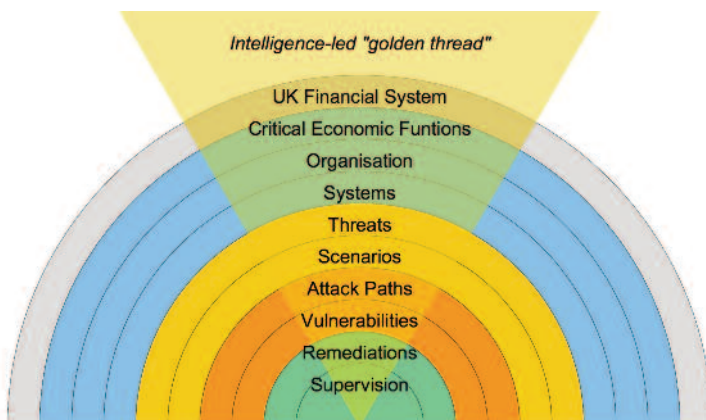 Intelligence-led "golden thread"
UK Financial System
Critical Economic Funtions
Organisation
Systems
Threats
Scenarios
Attack Paths
Vulnerabilities
Remediations
Supervision